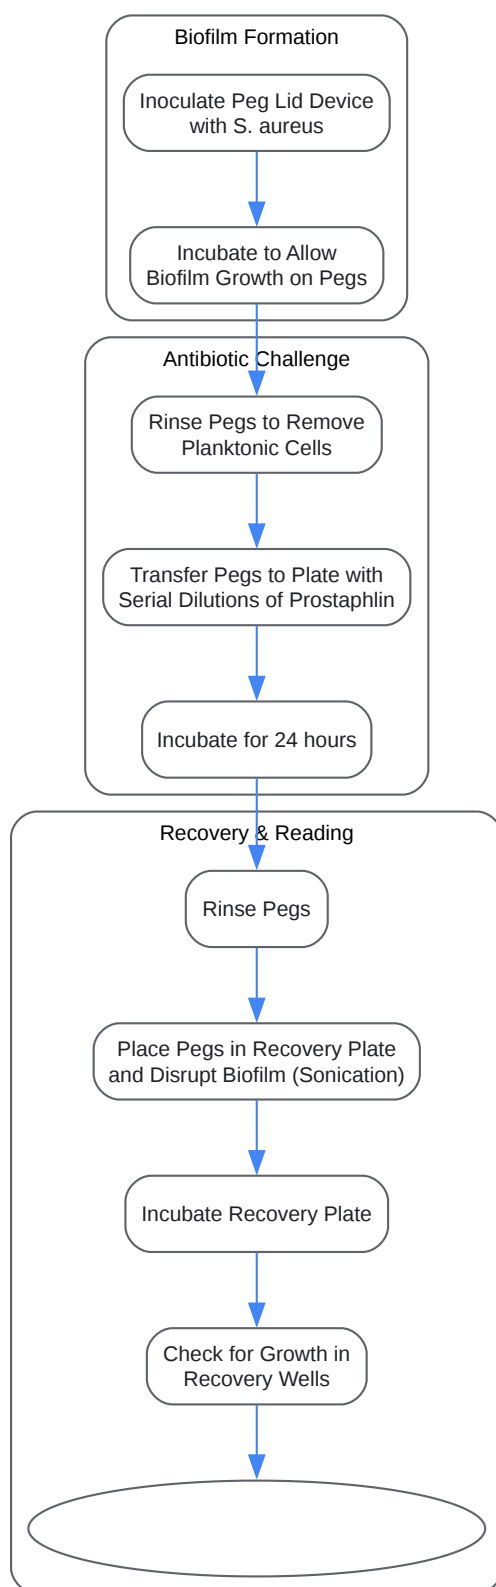 Biofilm Formation
Inoculate Peg Lid Device
with S. aureus
Incubate to Allow
Biofilm Growth on Pegs
Antibiotic Challenge
Rinse Pegs to Remove
Planktonic Cells
Transfer Pegs to Plate with
Serial Dilutions of Prostaphlin
Incubate for 24 hours
Recovery & Reading
Rinse Pegs
Place Pegs in Recovery Plate
and Disrupt Biofilm (Sonication)
Incubate Recovery Plate
Check for Growth in
Recovery Wells